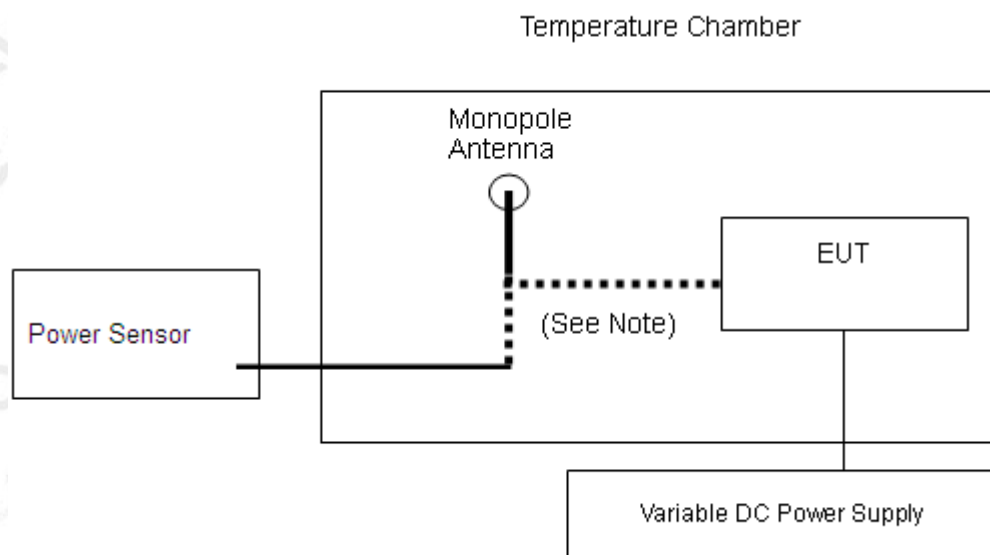 Temperature Chamber
Monopole
Antenna
EUT
(See Note)
Power Sensor
Variable DC Power Supply